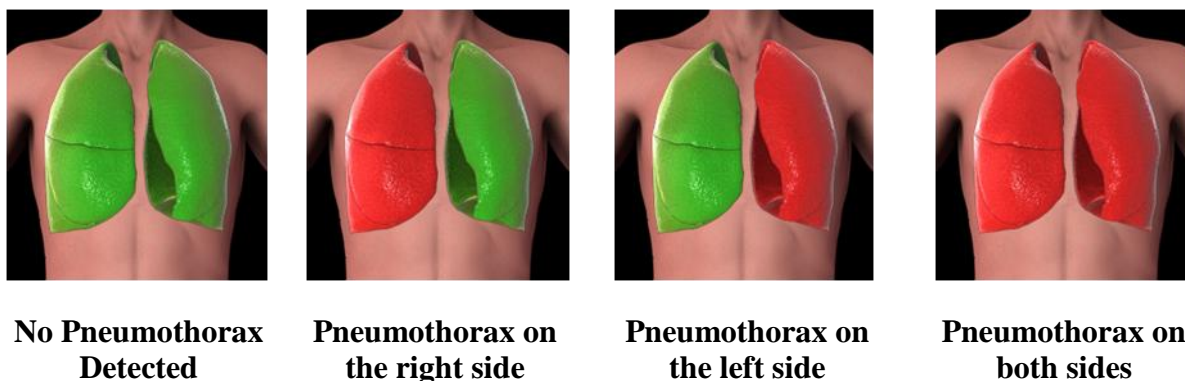 No Pneumothorax
Detected
Pneumothorax on
the right side
Pneumothorax on
the left side
Pneumothorax on
both sides